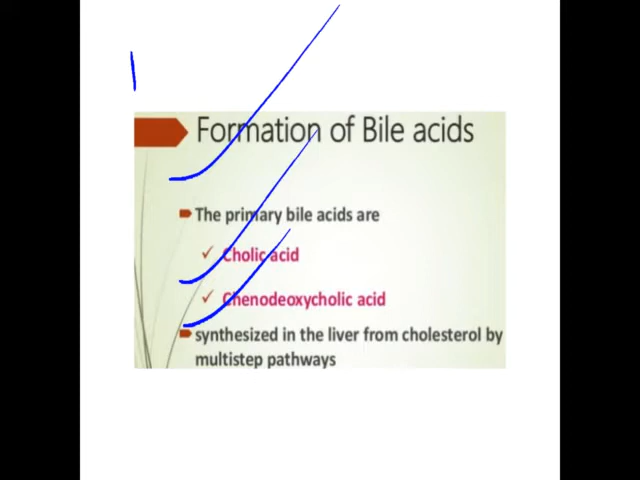 Formation of Bile acids
The primary bile acids are
Cholic acid
Chenodeoxycholic acid
synthesized in the liver from cholesterol by
multistep pathways